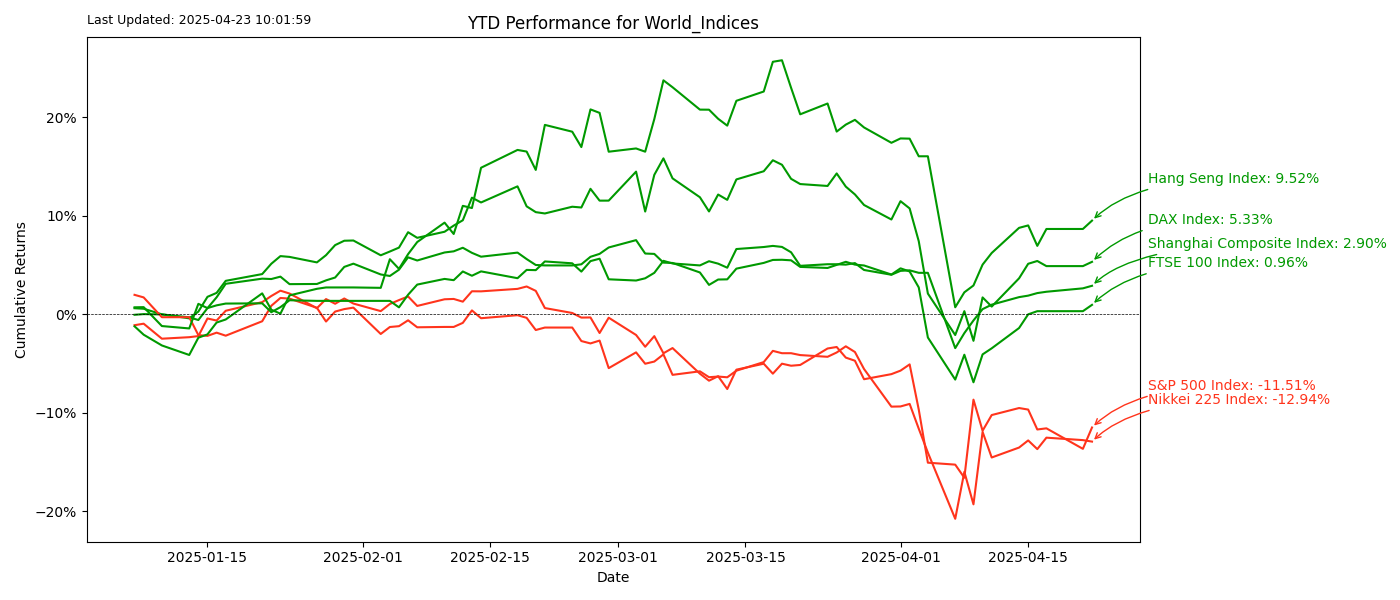 Last Updated: 2025-04-23 10:01:59
YTD Performance for World_Indices
Cumulative Returns
20%
10%
0%
−10%
−20%
Hang Seng Index: 9.52%
DAX Index: 5.33%
Shanghai Composite Index: 2.90%
FTSE 100 Index: 0.96%
S&P 500 Index: -11.51%
Nikkei 225 Index: -12.94%
2025-01-15
2025-02-01
2025-02-15
2025-03-01
2025-03-15
2025-04-01
2025-04-15
Date